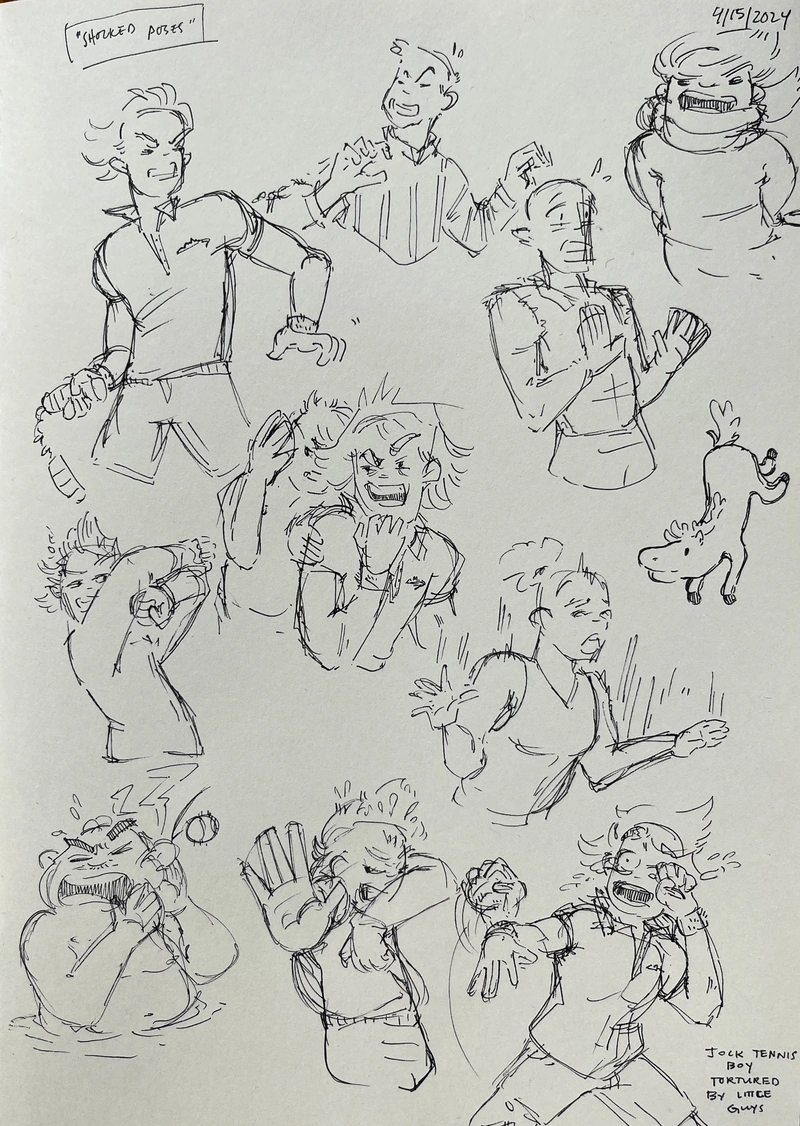 "SHOCKED POSES"
4/15/2024
JOCK TENNIS
BOY
TORTURED
BY LITTLE
GUYS